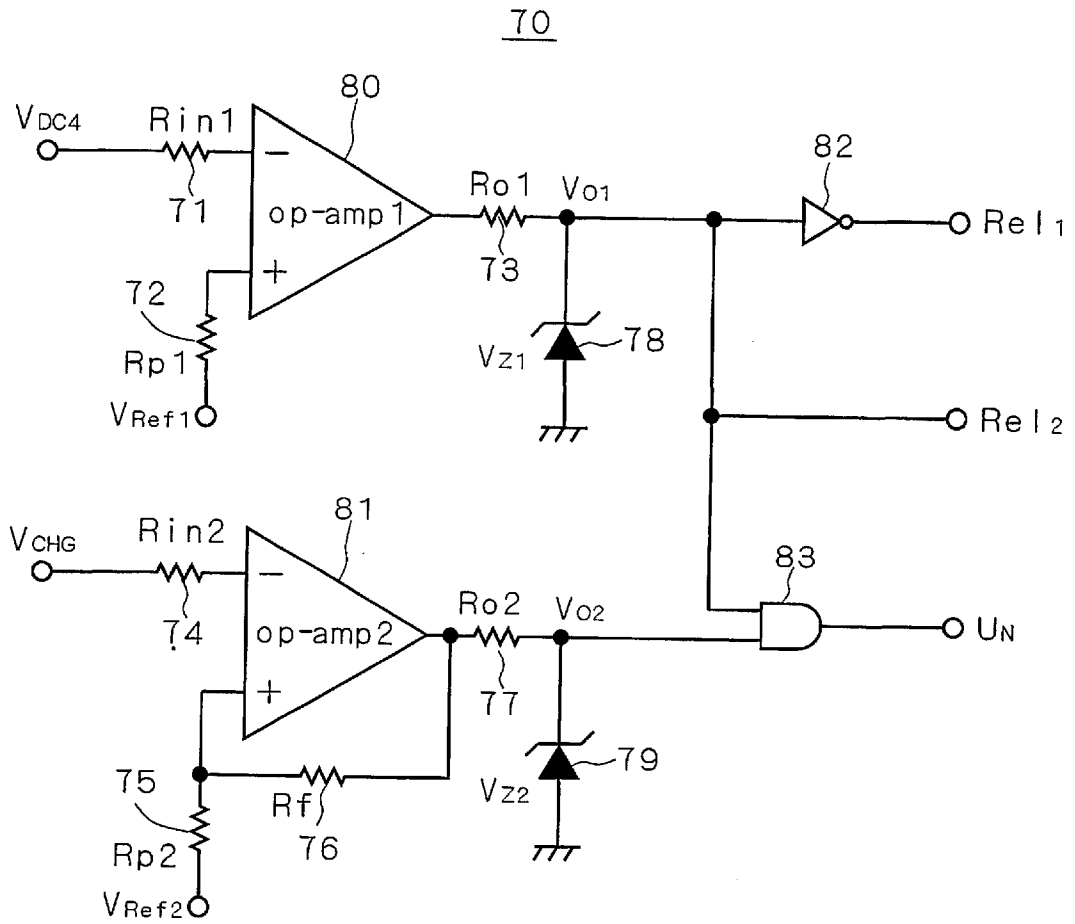 70
80
VDC4
Rin1
−
71
op-amp1
+
72
Rp1
VRef1
Ro1
73
VO1
82
Rel1
VZ1
78
Rel2
VCHG
Rin2
81
−
74
op-amp2
+
Ro2
77
VO2
83
UN
75
Rp2
Rf
76
VRef2
VZ2
79